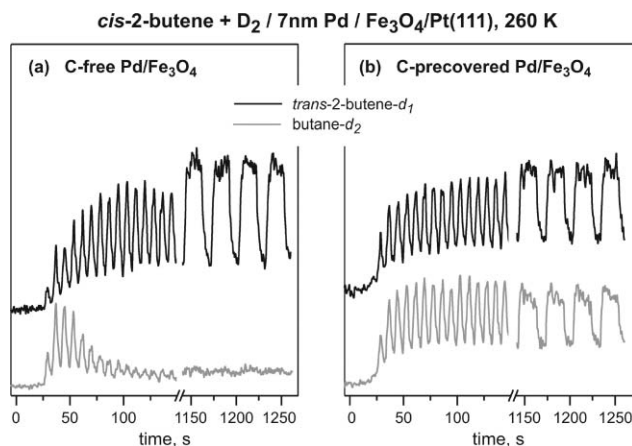 cis-2-butene + D₂ / 7nm Pd / Fe₃O₄/Pt(111), 260 K
(a) C-free Pd/Fe₃O₄
(b) C-precovered Pd/Fe₃O₄
trans-2-butene-d₁
butane-d₂
0 50 100 1150 1200 1250
0 50 100 1150 1200 1250
time, s
time, s